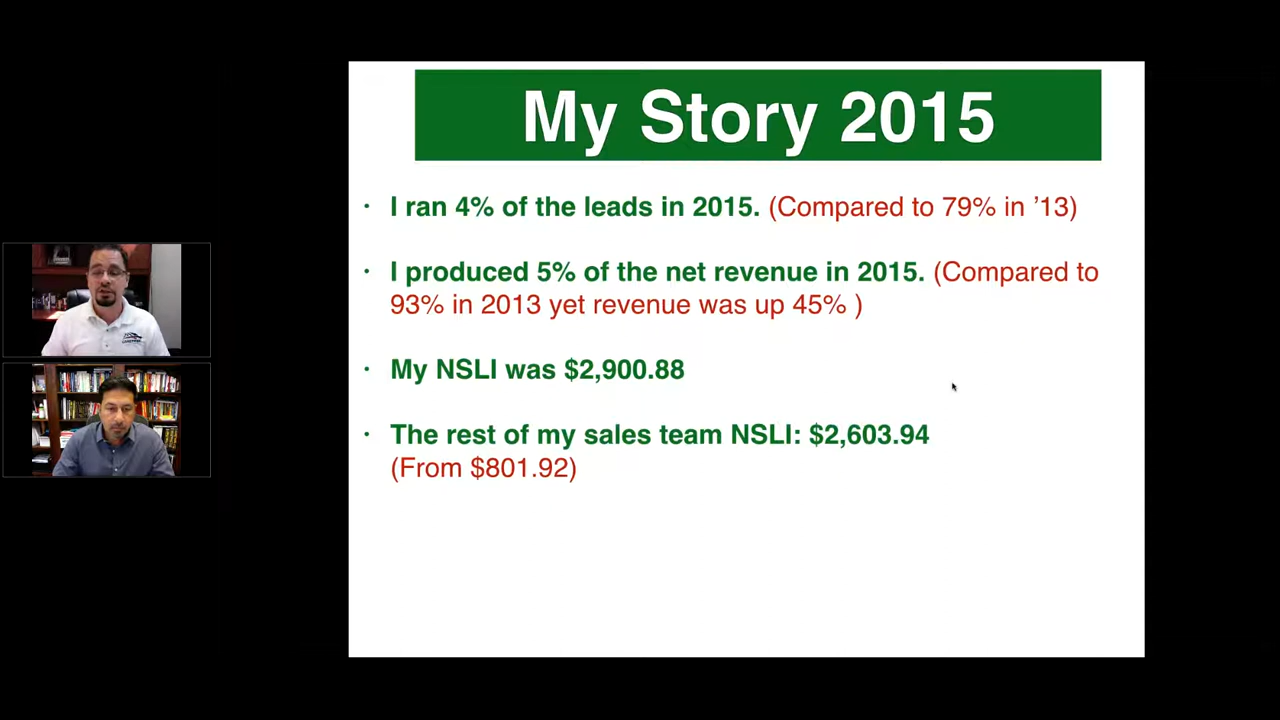 My Story 2015
· I ran 4% of the leads in 2015. (Compared to 79% in ’13)
· I produced 5% of the net revenue in 2015. (Compared to
93% in 2013 yet revenue was up 45% )
· My NSLI was $2,900.88
· The rest of my sales team NSLI: $2,603.94
(From $801.92)